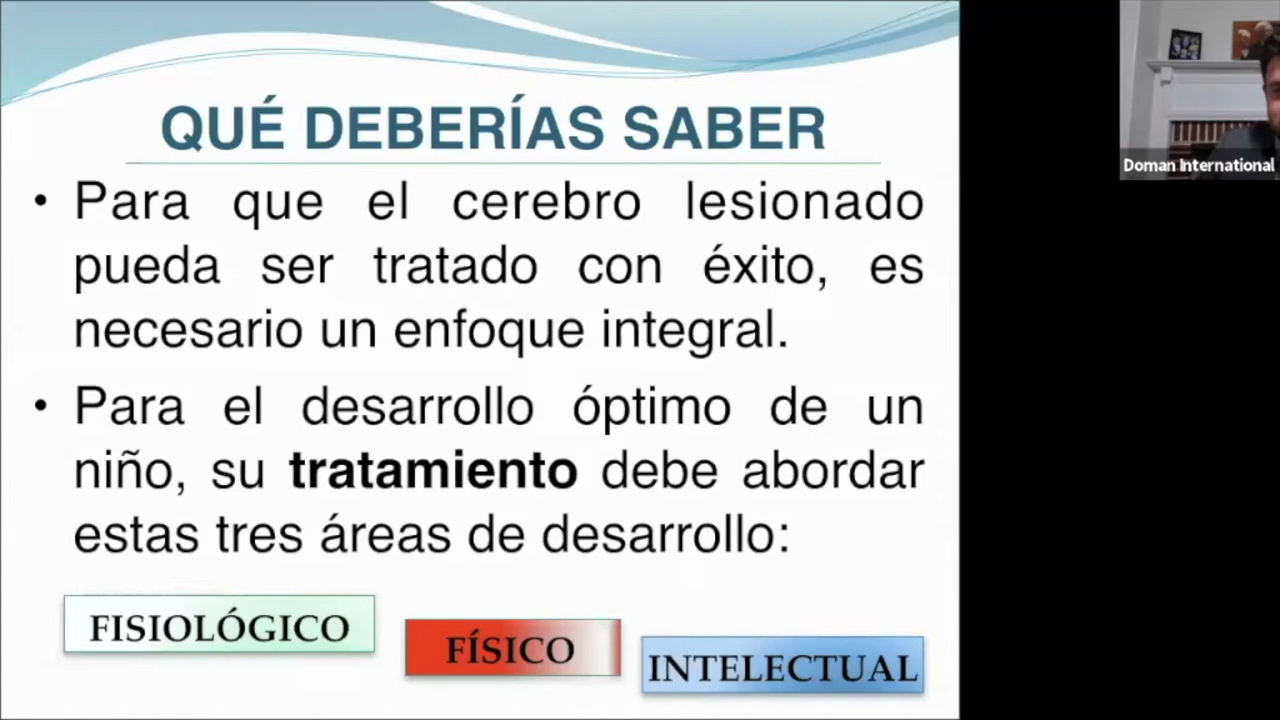 QUÉ DEBERÍAS SABER
• Para que el cerebro lesionado
pueda ser tratado con éxito, es
necesario un enfoque integral.
• Para el desarrollo óptimo de un
niño, su tratamiento debe abordar
estas tres áreas de desarrollo:
FISIOLÓGICO
FÍSICO
INTELECTUAL
Doman International